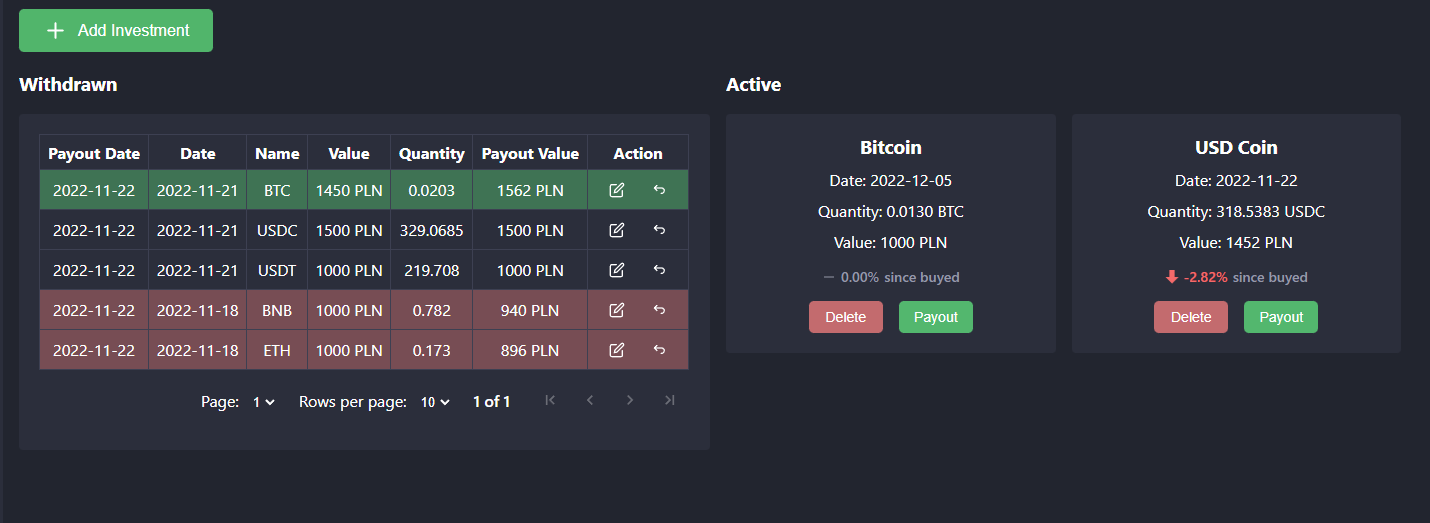 Add Investment
Withdrawn
Payout Date Date Name Value Quantity Payout Value Action
2022-11-22 2022-11-21 BTC 1450 PLN 0.0203 1562 PLN
2022-11-22 2022-11-21 USDC 1500 PLN 329.0685 1500 PLN
2022-11-22 2022-11-21 USDT 1000 PLN 219.708 1000 PLN
2022-11-22 2022-11-18 BNB 1000 PLN 0.782 940 PLN
2022-11-22 2022-11-18 ETH 1000 PLN 0.173 896 PLN
Page: 1 Rows per page: 10 1 of 1
Active
Bitcoin
Date: 2022-12-05
Quantity: 0.0130 BTC
Value: 1000 PLN
0.00% since buyed
Delete Payout
USD Coin
Date: 2022-11-22
Quantity: 318.5383 USDC
Value: 1452 PLN
-2.82% since buyed
Delete Payout